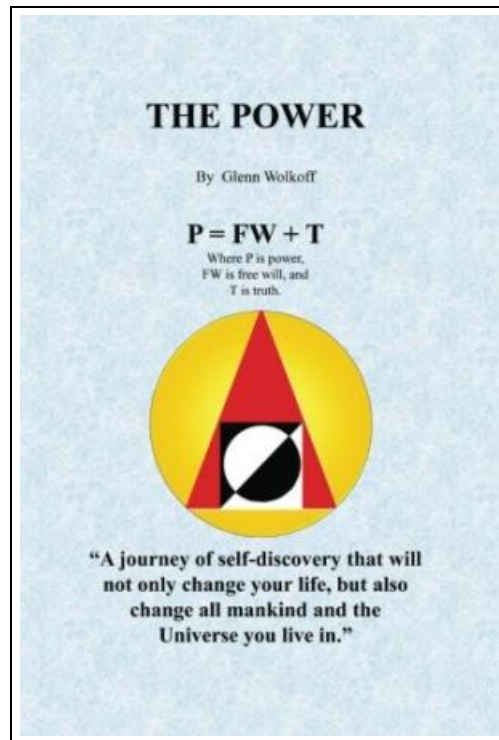 THE POWER
By Glenn Wolkoff
P = FW + T
Where P is power,
FW is free will, and
T is truth.
“A journey of self-discovery that will
not only change your life, but also
change all mankind and the
Universe you live in.”